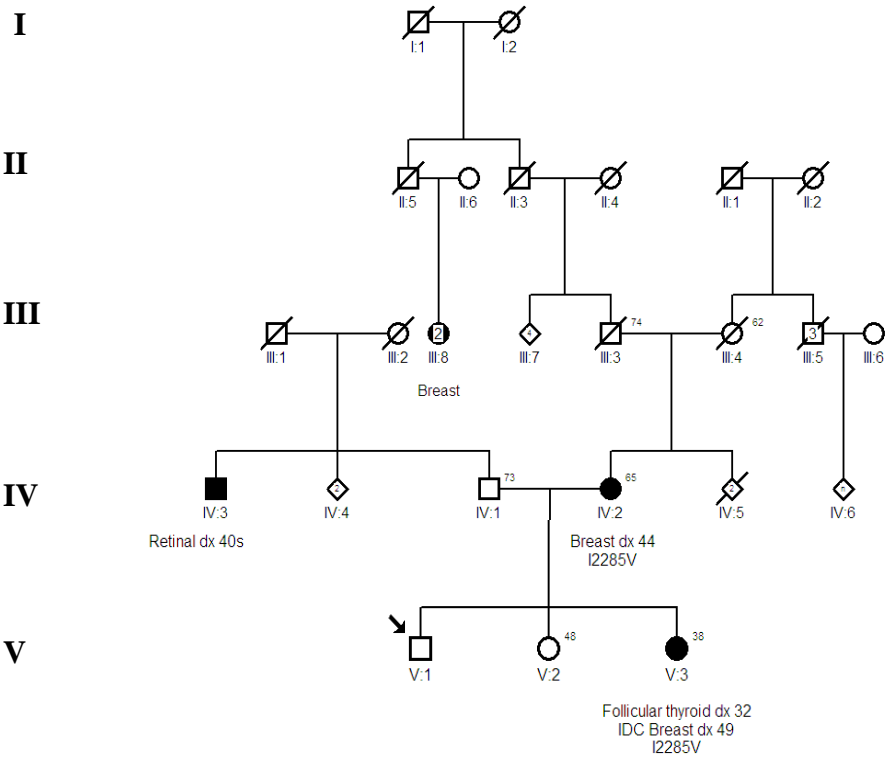 I
I:1 I:2
II
II:5 II:6 II:3 II:4 II:1 II:2
III
74 62
2 4 3
III:1 III:2 III:8 III:7 III:3 III:4 III:5 III:6
Breast
IV
73 65
2 2 n
IV:3 IV:4 IV:1 IV:2 IV:5 IV:6
Retinal dx 40s
Breast dx 44
I2285V
V
48 38
V:1 V:2 V:3
Follicular thyroid dx 32
IDC Breast dx 49
I2285V